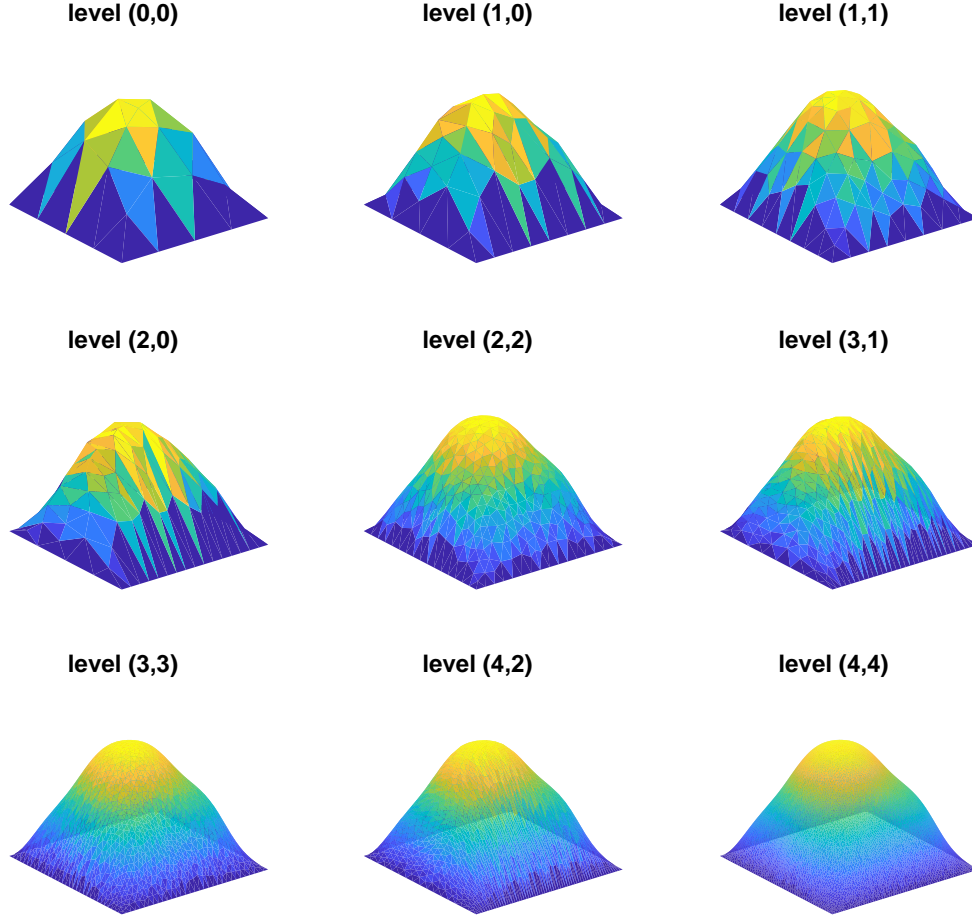 level (0,0)
level (1,0)
level (1,1)
level (2,0)
level (2,2)
level (3,1)
level (3,3)
level (4,2)
level (4,4)